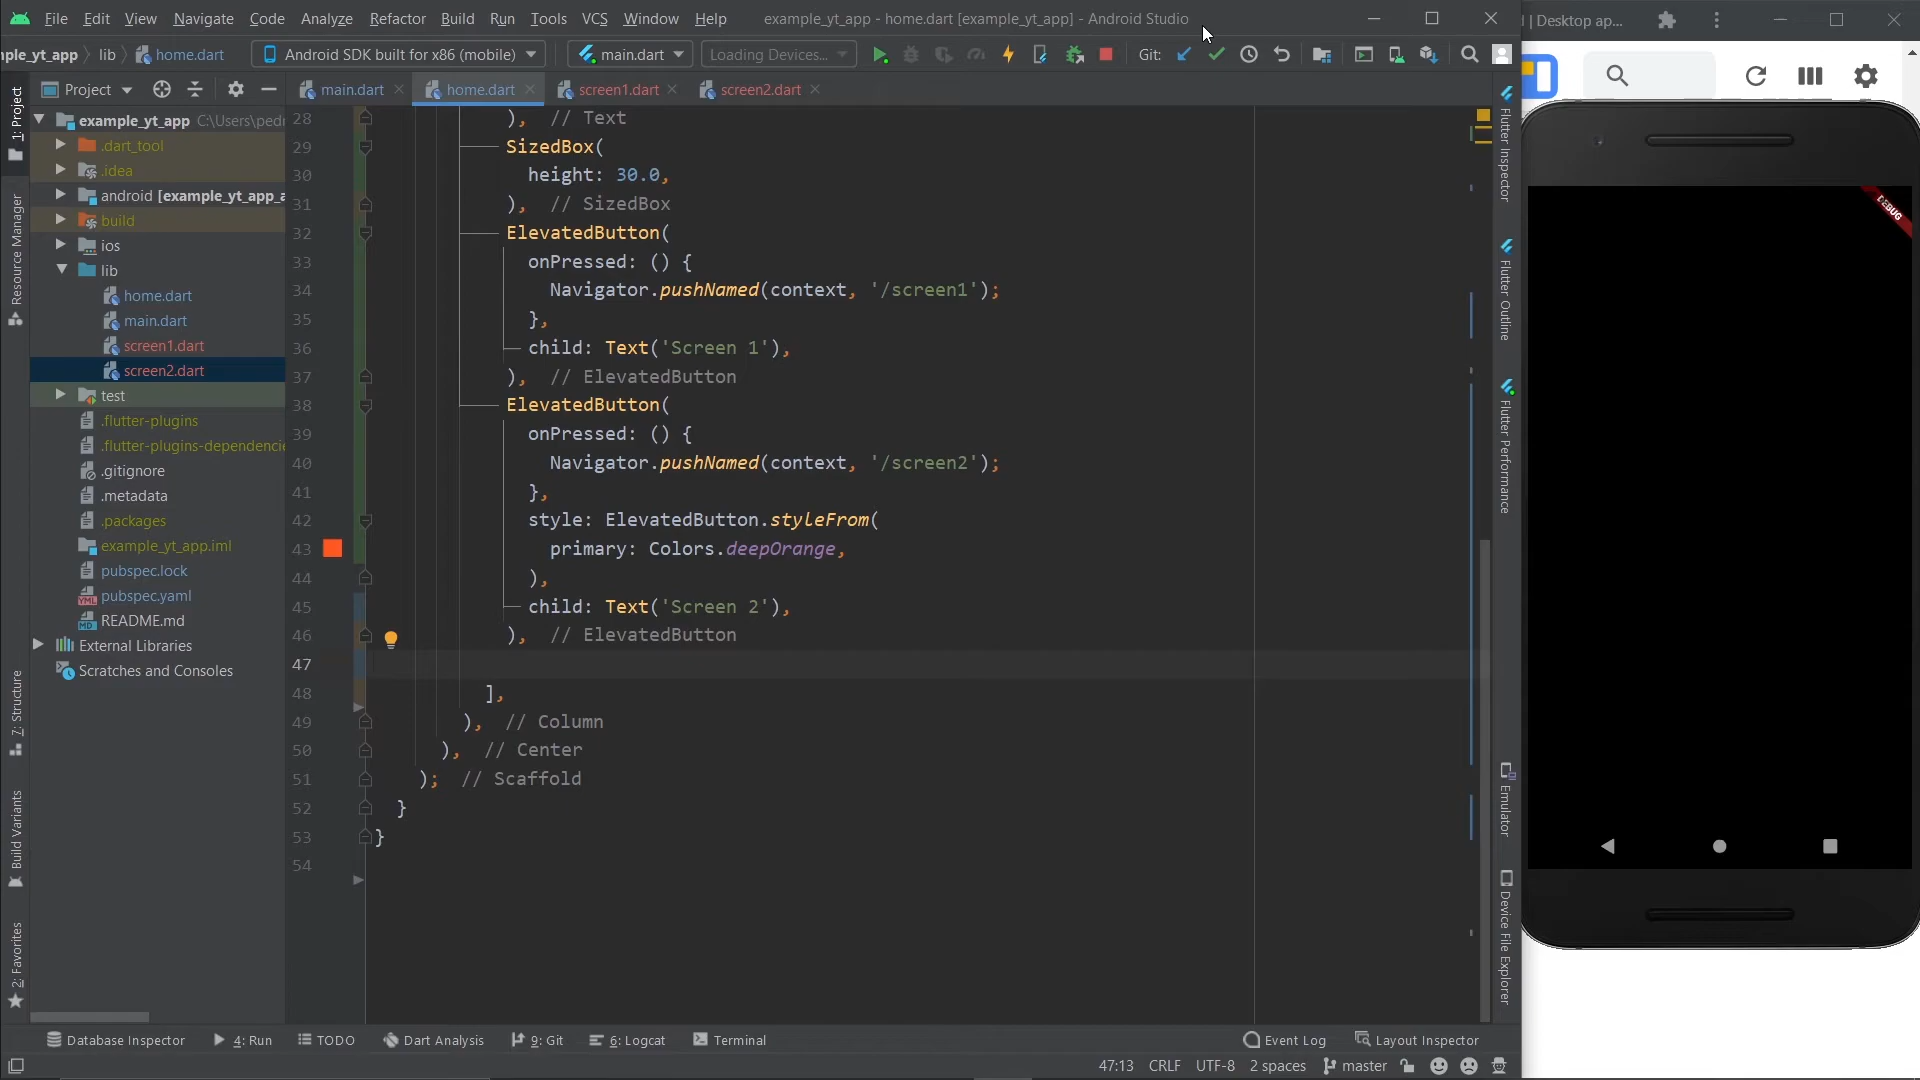 File Edit View Navigate Code Analyze Refactor Build Run Tools VCS Window Help example_yt_app - home.dart [example_yt_app] - Android Studio
| Desktop ap...
mple_yt_app lib home.dart Android SDK built for x86 (mobile) main.dart Loading Devices... Git:
Project main.dart home.dart screen1.dart screen2.dart
1: Project
Resource Manager
7: Structure
Build Variants
2: Favorites
example_yt_app C:\Users\pedr
.dart_tool
.idea
android [example_yt_app_a
build
ios
lib
home.dart
main.dart
screen1.dart
screen2.dart
test
.flutter-plugins
.flutter-plugins-dependencie
.gitignore
.metadata
.packages
example_yt_app.iml
pubspec.lock
pubspec.yaml
README.md
External Libraries
Scratches and Consoles
28 ), // Text
29 SizedBox(
30 height: 30.0,
31 ), // SizedBox
32 ElevatedButton(
33 onPressed: () {
34 Navigator.pushNamed(context, '/screen1');
35 },
36 child: Text('Screen 1'),
37 ), // ElevatedButton
38 ElevatedButton(
39 onPressed: () {
40 Navigator.pushNamed(context, '/screen2');
41 },
42 style: ElevatedButton.styleFrom(
43 primary: Colors.deepOrange,
44 ),
45 child: Text('Screen 2'),
46 ), // ElevatedButton
47
48 ],
49 ), // Column
50 ), // Center
51 ); // Scaffold
52 }
53 }
54
Flutter Inspector
Flutter Outline
Flutter Performance
Emulator
Device File Explorer
DEBUG
Database Inspector 4: Run TODO Dart Analysis 9: Git 6: Logcat Terminal Event Log Layout Inspector
47:13 CRLF UTF-8 2 spaces master